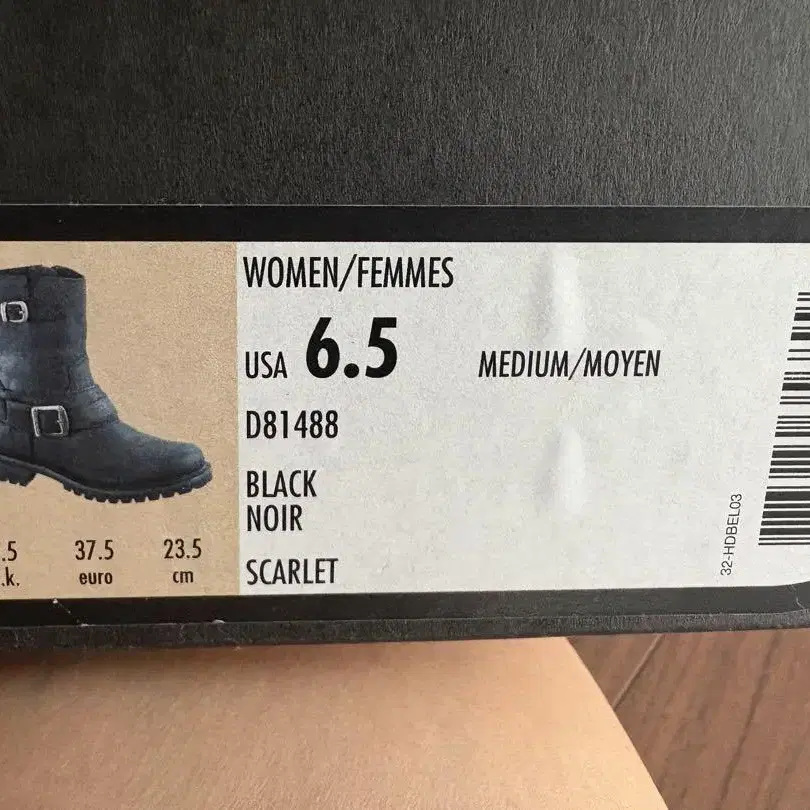 WOMEN/FEMMES
USA 6.5 MEDIUM/MOYEN
D81488
BLACK
NOIR
SCARLET
.5 37.5 23.5
.k. euro cm
32-HDBEL03